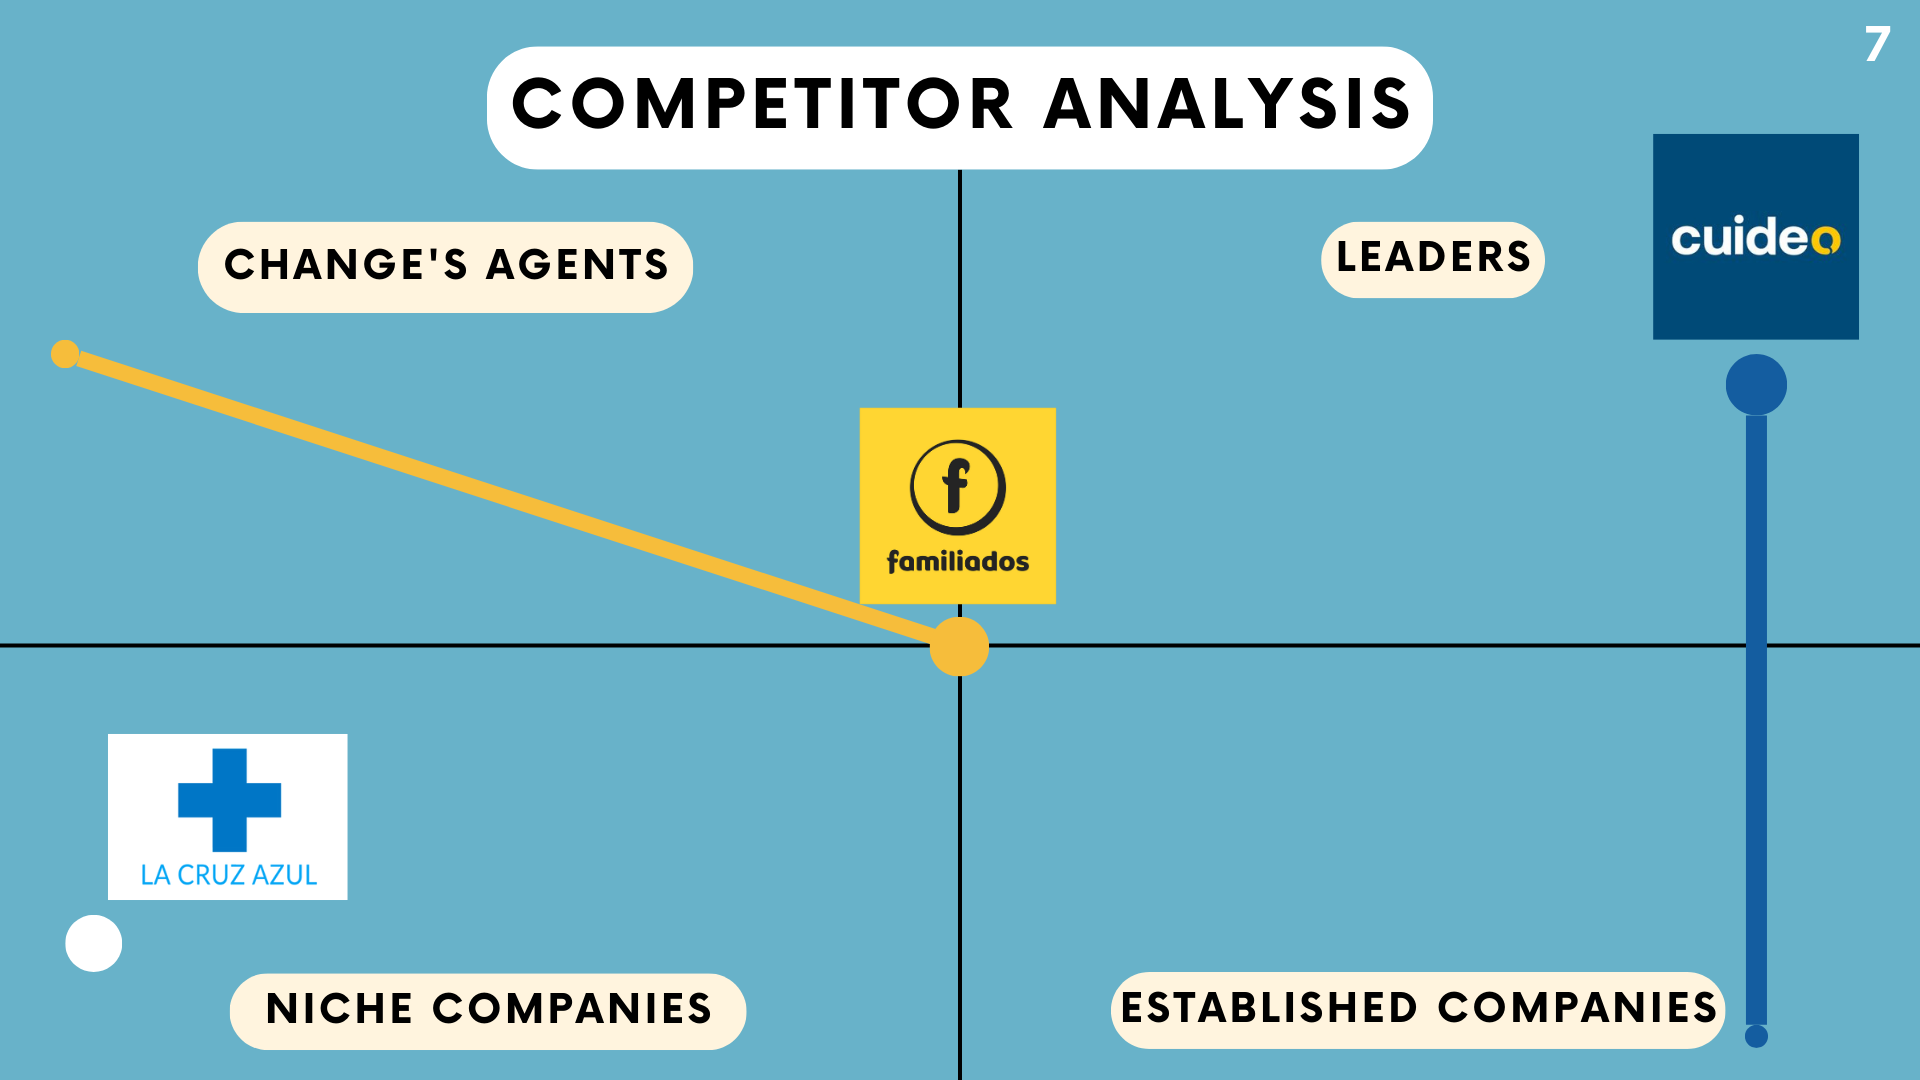 7
COMPETITOR ANALYSIS
CHANGE'S AGENTS
LEADERS
cuideo
f
familiados
LA CRUZ AZUL
NICHE COMPANIES
ESTABLISHED COMPANIES